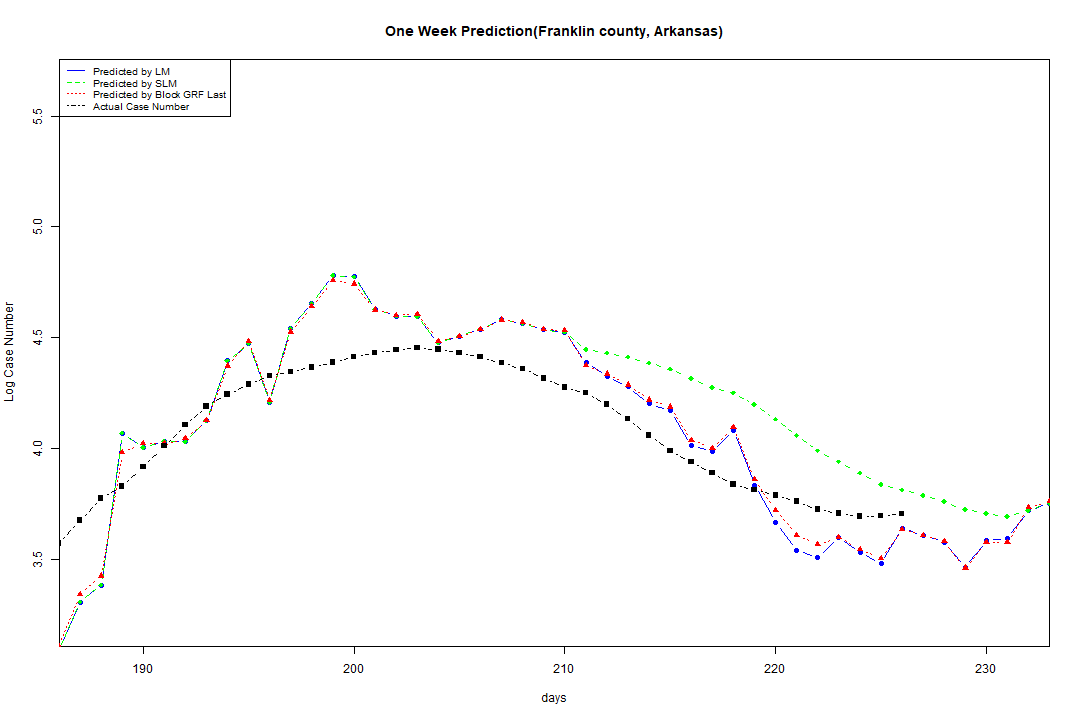 One Week Prediction(Franklin county, Arkansas)
Predicted by LM
Predicted by SLM
Predicted by Block GRF Last
Actual Case Number
Log Case Number
5.5
5.0
4.5
4.0
3.5
190 200 210 220 230
days